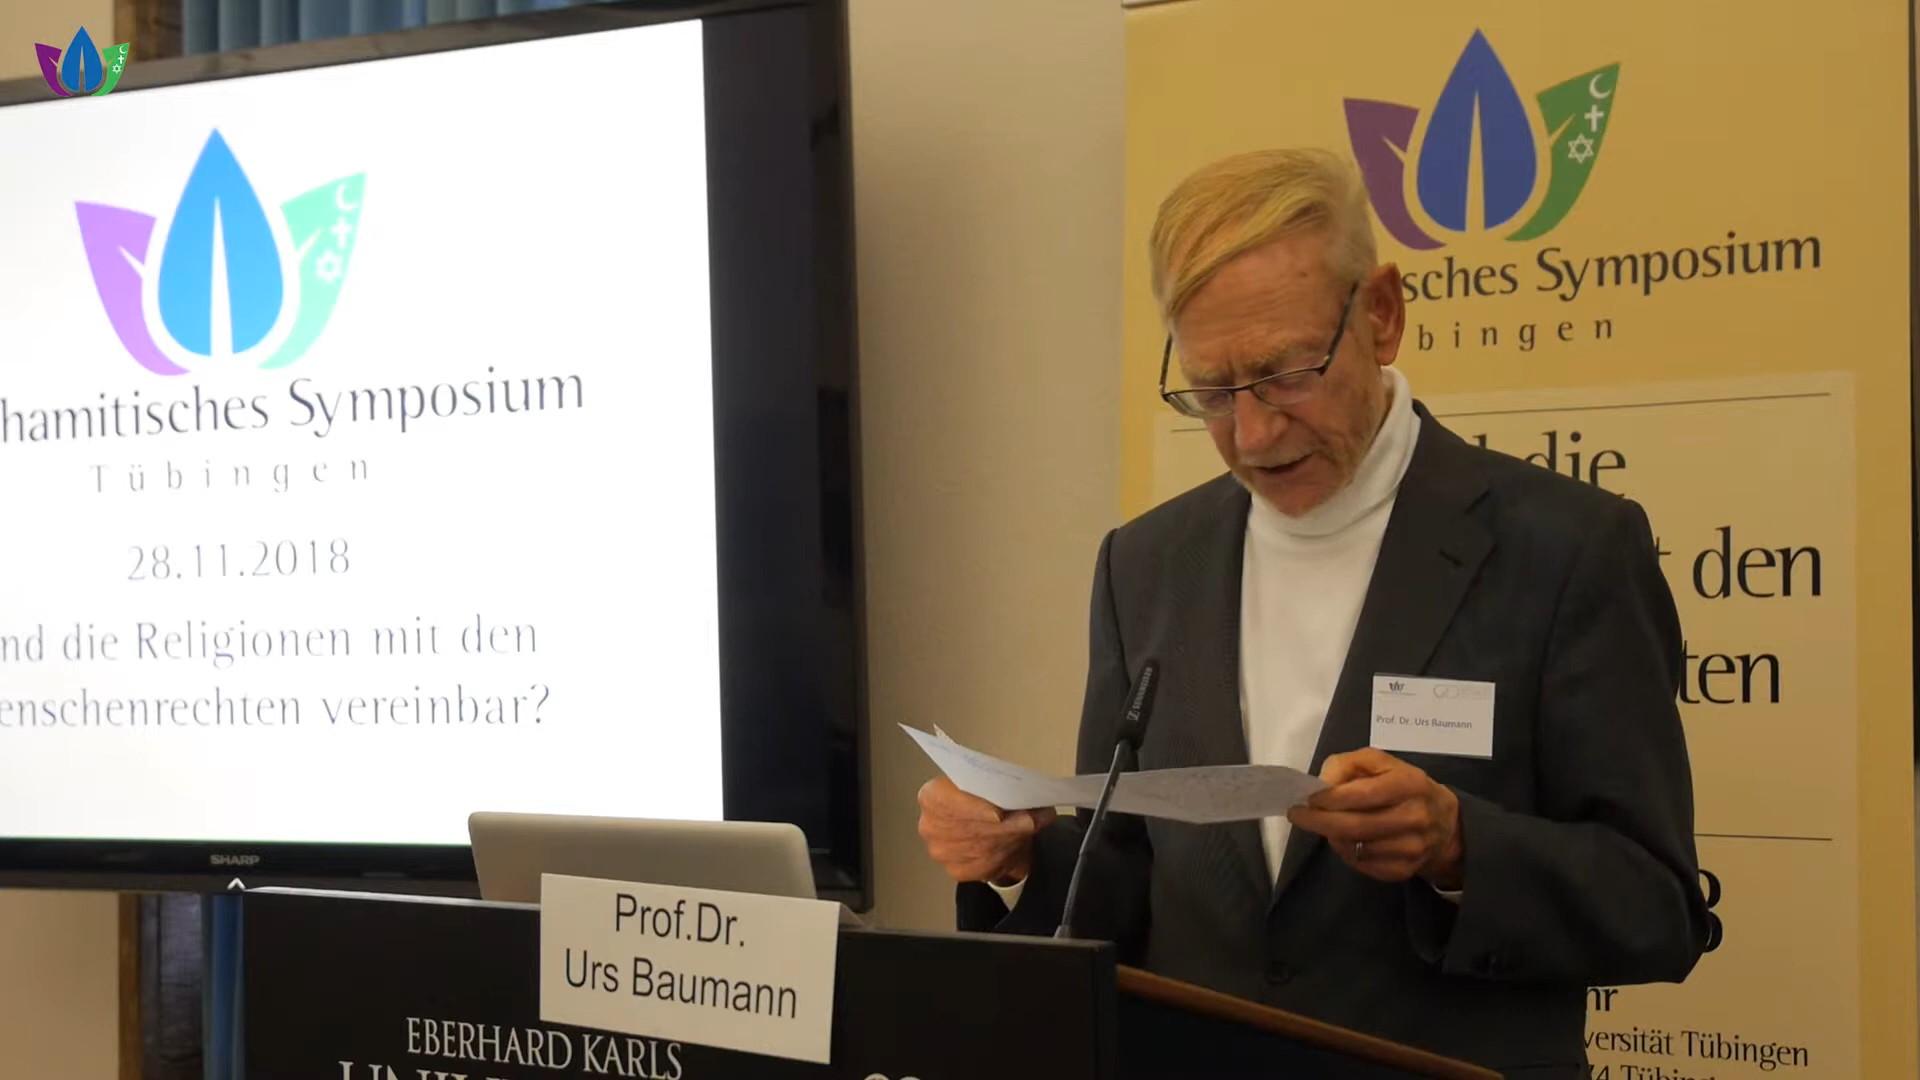 hamitisches Symposium
Tübingen
28.11.2018
nd die Religionen mit den
enschenrechten vereinbar?
SHARP
sches Symposium
bingen
die
den
ten
hr
versität Tübingen
Prof. Dr. Urs Baumann
SENNHEISER
Prof.Dr.
Urs Baumann
EBERHARD KARLS